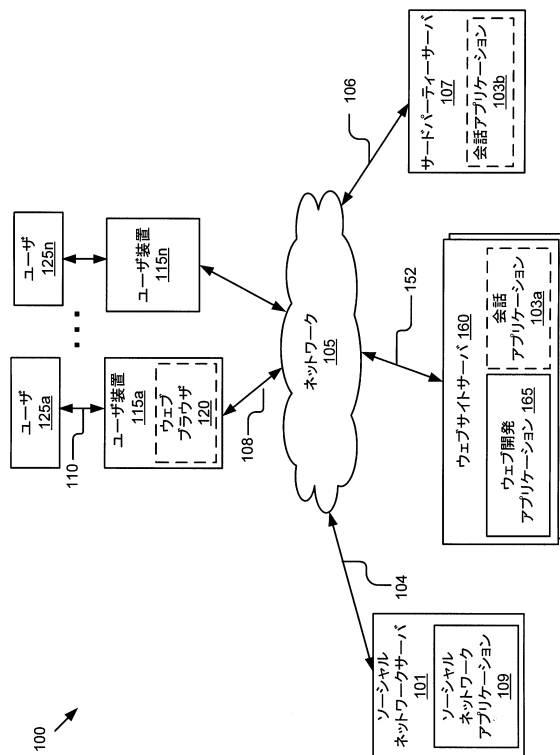 100
ユーザ
125a
ユーザ
125n
110
ユーザ装置
115a
ウェブ
ブラウザ
120
ユーザ装置
115n
108
ネットワーク
105
106
サードパーティーサーバ
107
会話アプリケーション
103b
104
152
ソーシャル
ネットワークサーバ
101
ソーシャル
ネットワーク
アプリケーション
109
ウェブサイトサーバ 160
ウェブ開発
アプリケーション 165
会話
アプリケーション
103a